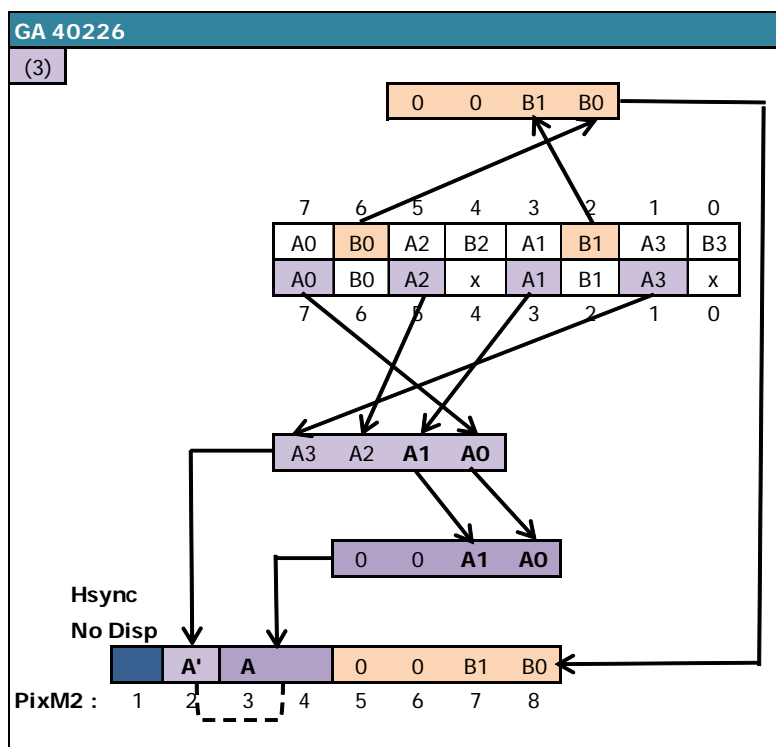 GA 40226
(3)
0 0 B1 B0
7 6 5 4 3 2 1 0
A0 B0 A2 B2 A1 B1 A3 B3
A0 B0 A2 x A1 B1 A3 x
7 6 5 4 3 2 1 0
A3 A2 A1 A0
0 0 A1 A0
Hsync
No Disp
A' A 0 0 B1 B0
PixM2 : 1 2 3 4 5 6 7 8